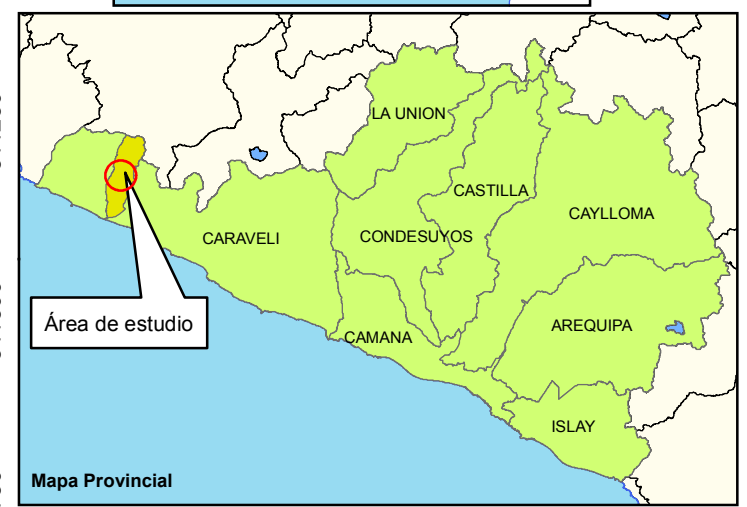 LA UNION
CASTILLA
CAYLLOMA
CARAVELI
CONDESUYOS
Área de estudio
AREQUIPA
CAMANA
ISLAY
Mapa Provincial